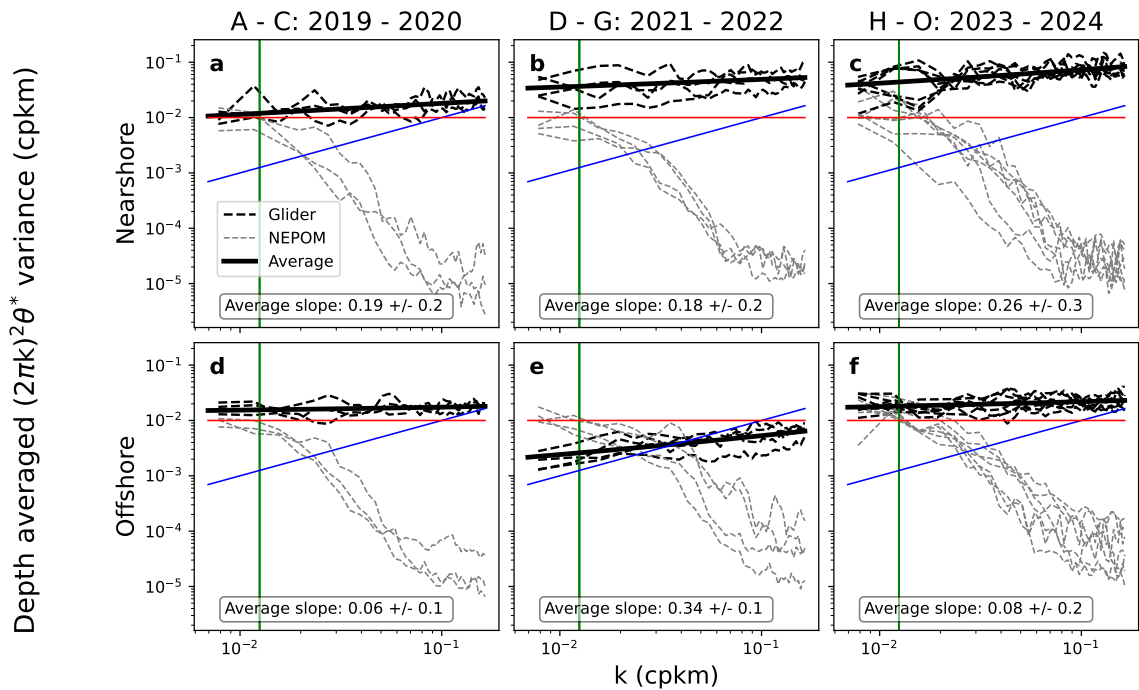 A - C: 2019 - 2020
D - G: 2021 - 2022
H - O: 2023 - 2024
Depth averaged (2πk)²θ* variance (cpkm)
Nearshore
10⁻¹
10⁻²
10⁻³
10⁻⁴
10⁻⁵
a
Glider
NEPOM
Average
Average slope: 0.19 +/- 0.2
b
Average slope: 0.18 +/- 0.2
c
Average slope: 0.26 +/- 0.3
Offshore
10⁻¹
10⁻²
10⁻³
10⁻⁴
10⁻⁵
d
Average slope: 0.06 +/- 0.1
e
Average slope: 0.34 +/- 0.1
f
Average slope: 0.08 +/- 0.2
10⁻² 10⁻¹
10⁻² 10⁻¹
10⁻² 10⁻¹
k (cpkm)